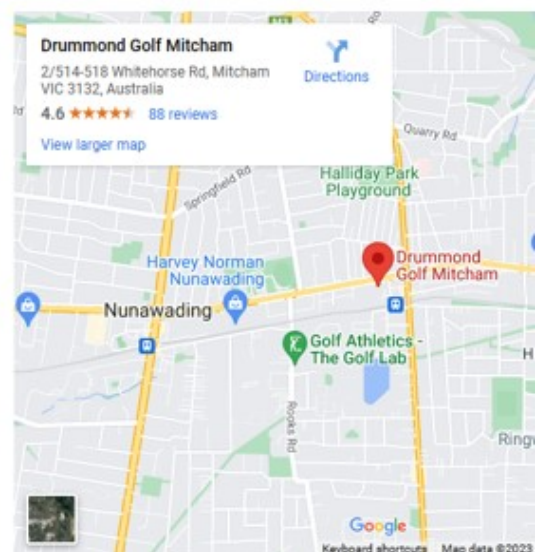 Drummond Golf Mitcham
2/514-518 Whitehorse Rd, Mitcham
VIC 3132, Australia
Directions
4.6
88 reviews
View larger map
Quarry Rd
Halliday Park
Playground
Springfield Rd
Harvey Norman
Nunawading
Drummond
Golf Mitcham
Nunawading
Golf Athletics -
The Golf Lab
Rooks Rd
Google
Keyboard shortcuts
Map data ©2023